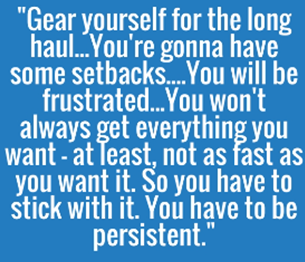 "Gear yourself for the long
haul...You're gonna have
some setbacks....You will be
frustrated...You won't
always get everything you
want - at least, not as fast as
you want it. So you have to
stick with it. You have to be
persistent."